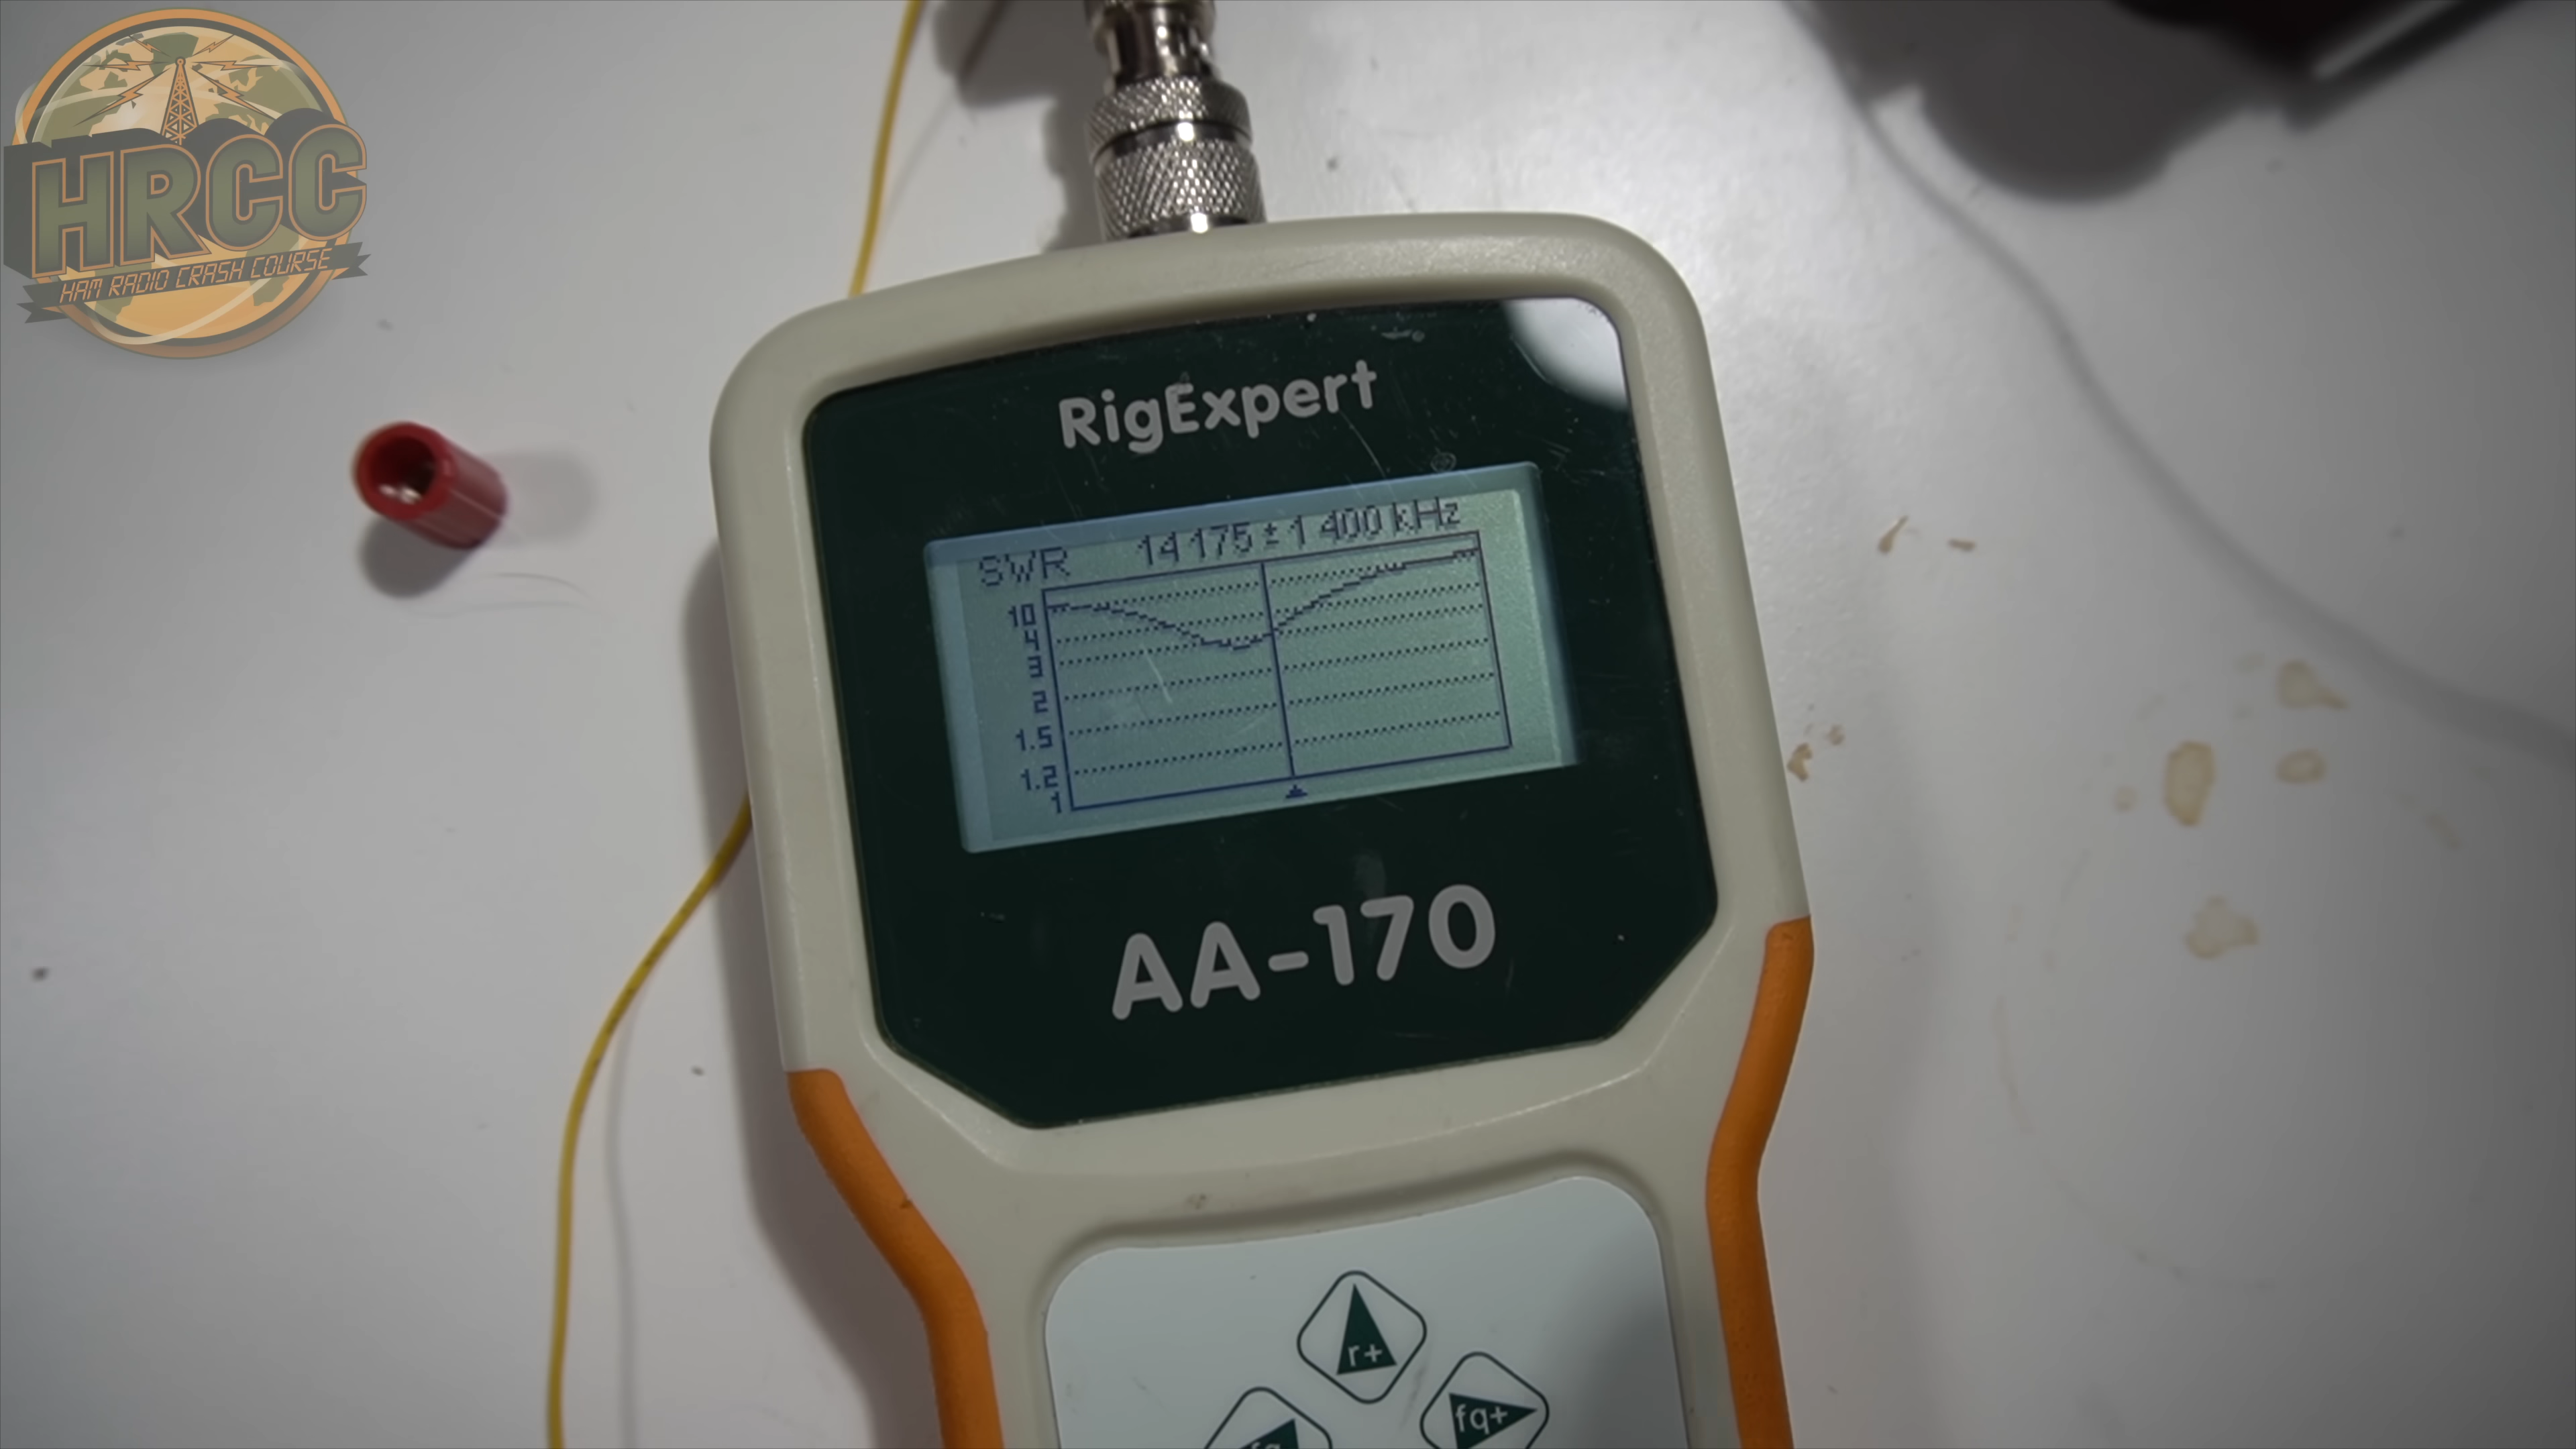 HRCC
HAM RADIO CRASH COURSE
RigExpert
SWR 14 175 ± 1 400 kHz
10
4
3
2
1.5
1.2
1
AA-170
r+
fq+